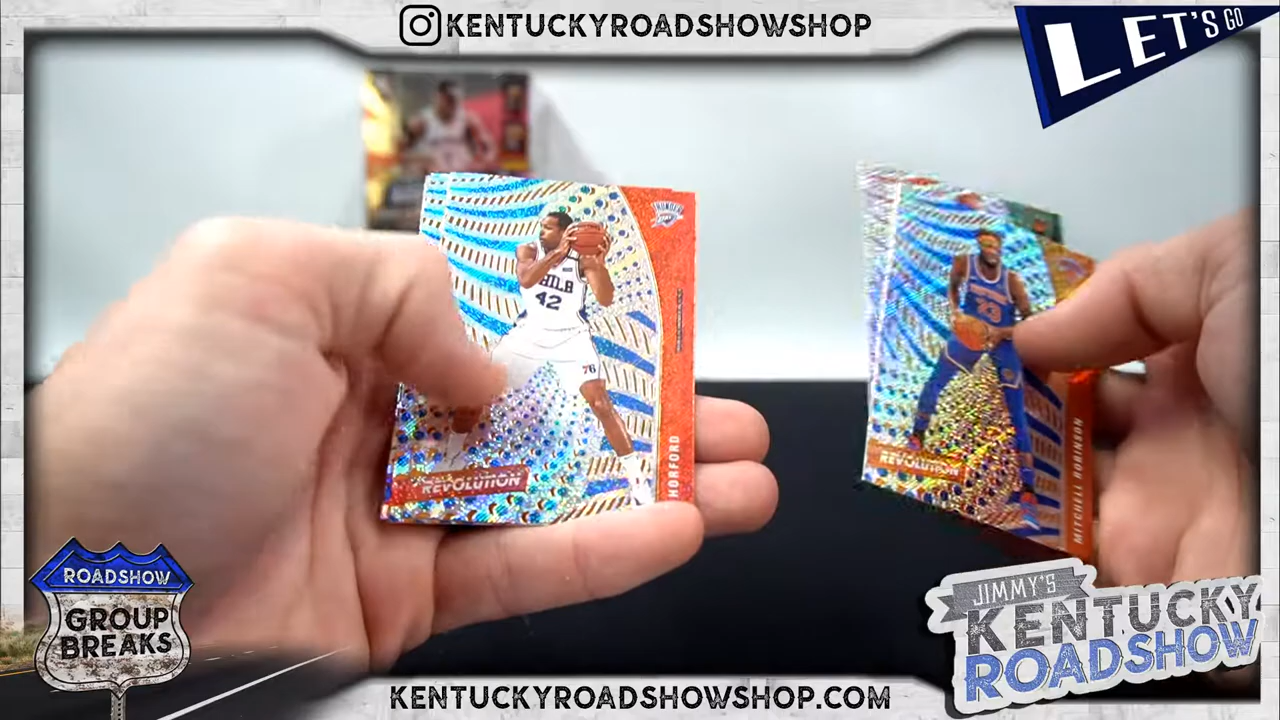 KENTUCKYROADSHOWSHOP
LET'S GO
PHILA
42
76
HORFORD
REVOLUTION
23
REVOLUTION
MITCHELL ROBINSON
ROADSHOW
GROUP
BREAKS
JIMMY'S
KENTUCKY
ROADSHOW
KENTUCKYROADSHOWSHOP.COM